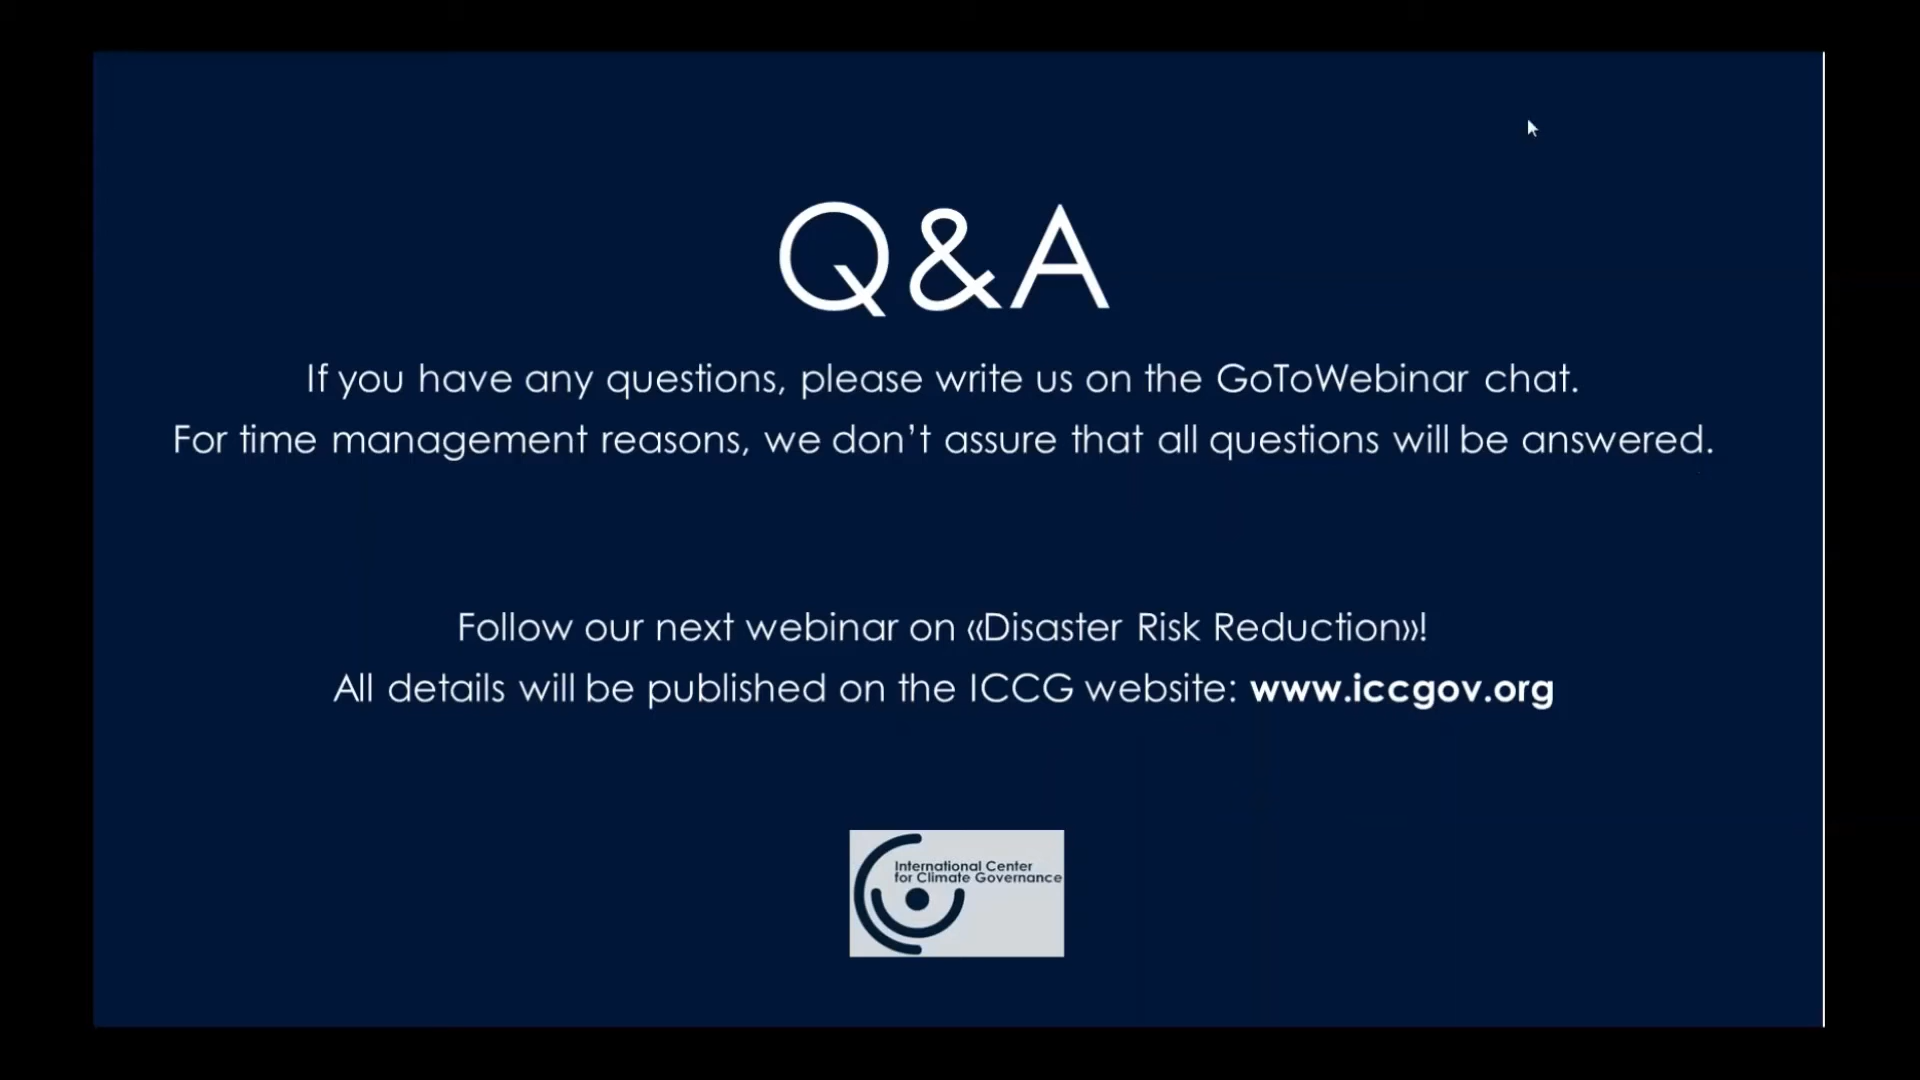 Q&A
If you have any questions, please write us on the GoToWebinar chat.
For time management reasons, we don’t assure that all questions will be answered.
Follow our next webinar on «Disaster Risk Reduction»!
All details will be published on the ICCG website: www.iccgov.org
International Center
for Climate Governance